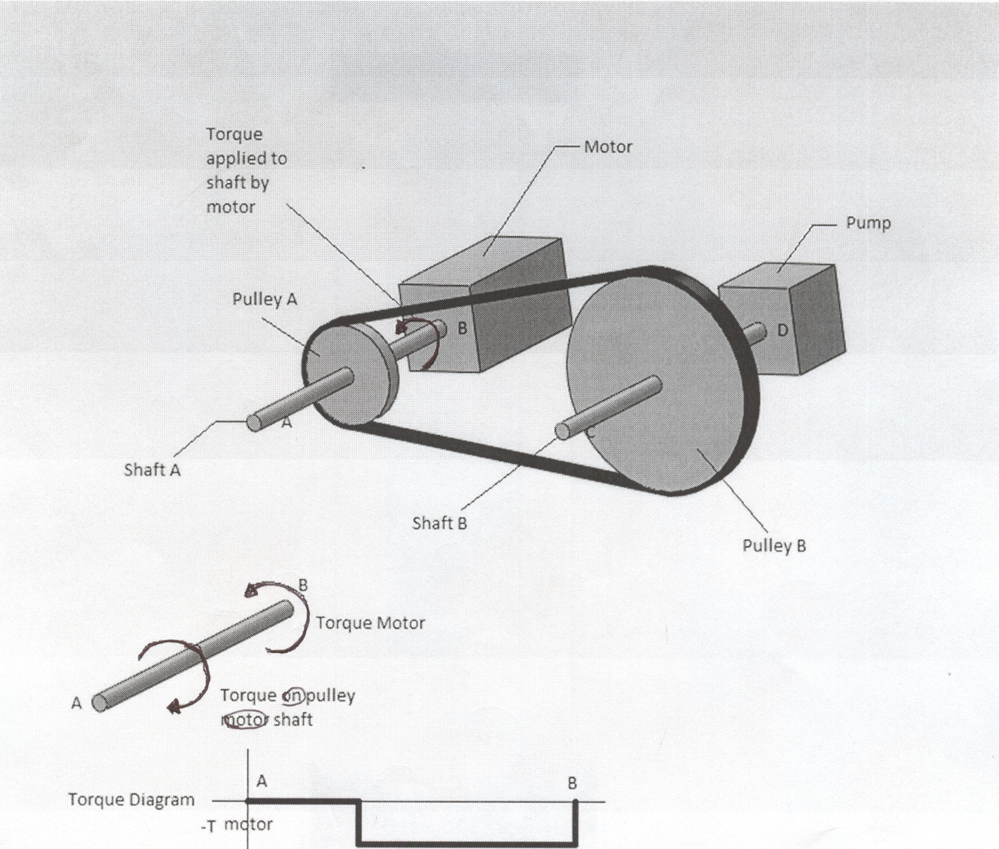 Torque
applied to
shaft by
motor
Motor
Pump
Pulley A
B
D
A
C
Shaft A
Shaft B
Pulley B
B
Torque Motor
A
Torque on pulley
motor shaft
A
B
Torque Diagram
-T motor